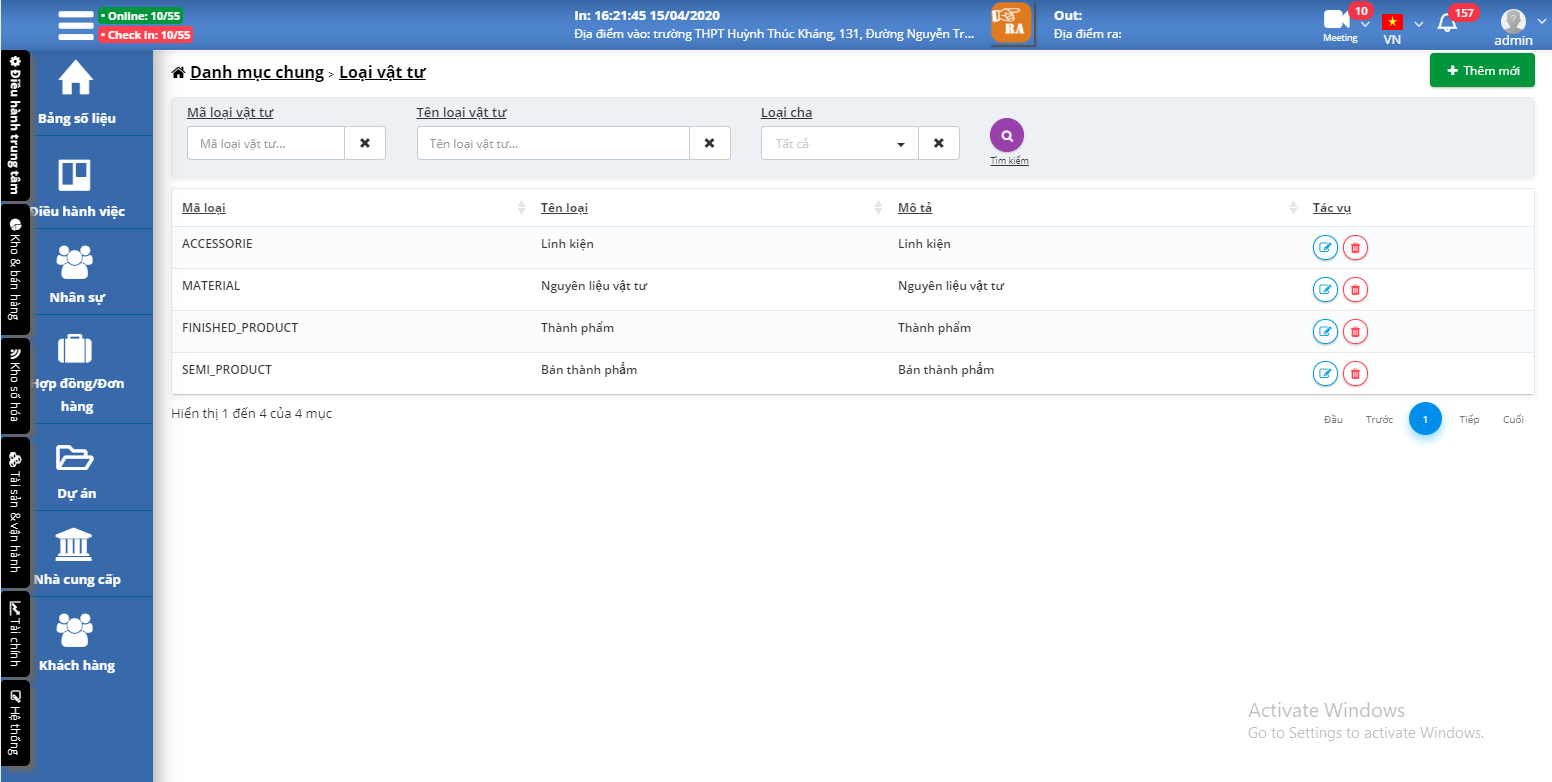 • Online: 10/55
• Check in: 10/55
In: 16:21:45 15/04/2020
Địa điểm vào: trường THPT Huỳnh Thúc Kháng, 131, Đường Nguyễn Tr...
RA
Out:
Địa điểm ra:
10
Meeting
VN
157
admin
Điều hành trung tâm
Kho & bán hàng
Kho số hóa
Tài sản & vận hành
Tài chính
Hệ thống
Bảng số liệu
Điều hành việc
Nhân sự
Hợp đồng/Đơn
hàng
Dự án
Nhà cung cấp
Khách hàng
Danh mục chung > Loại vật tư
Thêm mới
Mã loại vật tư
Tên loại vật tư
Loại cha
Mã loại vật tư...
Tên loại vật tư...
Tất cả
Tìm kiếm
Mã loại Tên loại Mô tả Tác vụ
ACCESSORIE Linh kiện Linh kiện
MATERIAL Nguyên liệu vật tư Nguyên liệu vật tư
FINISHED_PRODUCT Thành phẩm Thành phẩm
SEMI_PRODUCT Bán thành phẩm Bán thành phẩm
Hiển thị 1 đến 4 của 4 mục
Đầu Trước 1 Tiếp Cuối
Activate Windows
Go to Settings to activate Windows.